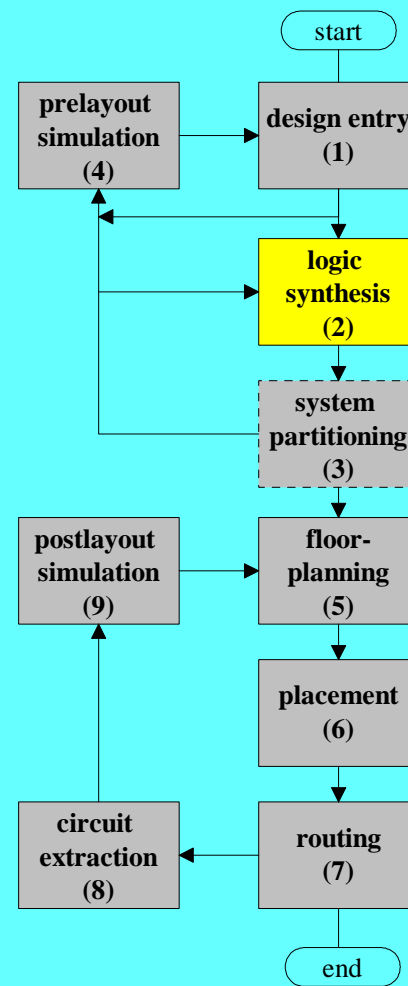 start
prelayout
simulation
(4)
design entry
(1)
logic
synthesis
(2)
system
partitioning
(3)
postlayout
simulation
(9)
floor-
planning
(5)
placement
(6)
circuit
extraction
(8)
routing
(7)
end